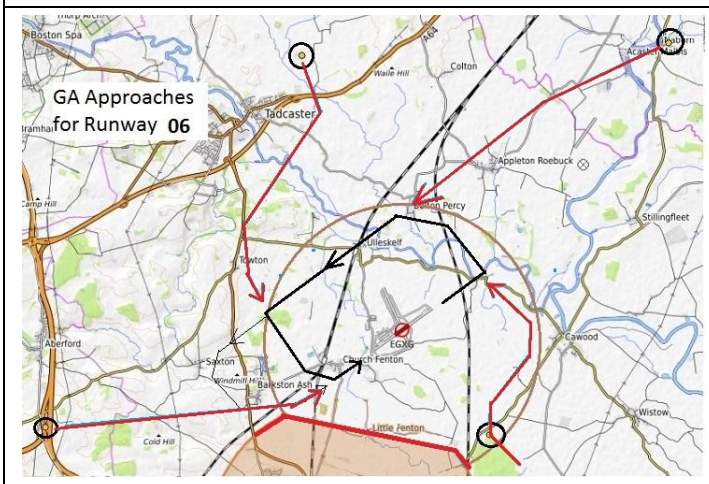 Thorp Arch
Boston Spa
A64
Colton
Acaster Malbis
Waile Hill
GA Approaches
for Runway 06
Tadcaster
Bramham
Appleton Roebuck
Camp Hill
Bolton Percy
Stillingfleet
Ulleskelf
Towton
EGXG
Aberford
Saxton
Church Fenton
Cawood
Windmill Hill
Barkston Ash
Wistow
Cold Hill
Little Fenton